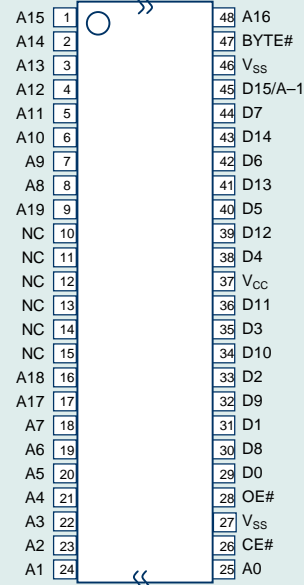 A15 1 48 A16
A14 2 47 BYTE#
A13 3 46 VSS
A12 4 45 D15/A–1
A11 5 44 D7
A10 6 43 D14
A9 7 42 D6
A8 8 41 D13
A19 9 40 D5
NC 10 39 D12
NC 11 38 D4
NC 12 37 VCC
NC 13 36 D11
NC 14 35 D3
NC 15 34 D10
A18 16 33 D2
A17 17 32 D9
A7 18 31 D1
A6 19 30 D8
A5 20 29 D0
A4 21 28 OE#
A3 22 27 VSS
A2 23 26 CE#
A1 24 25 A0